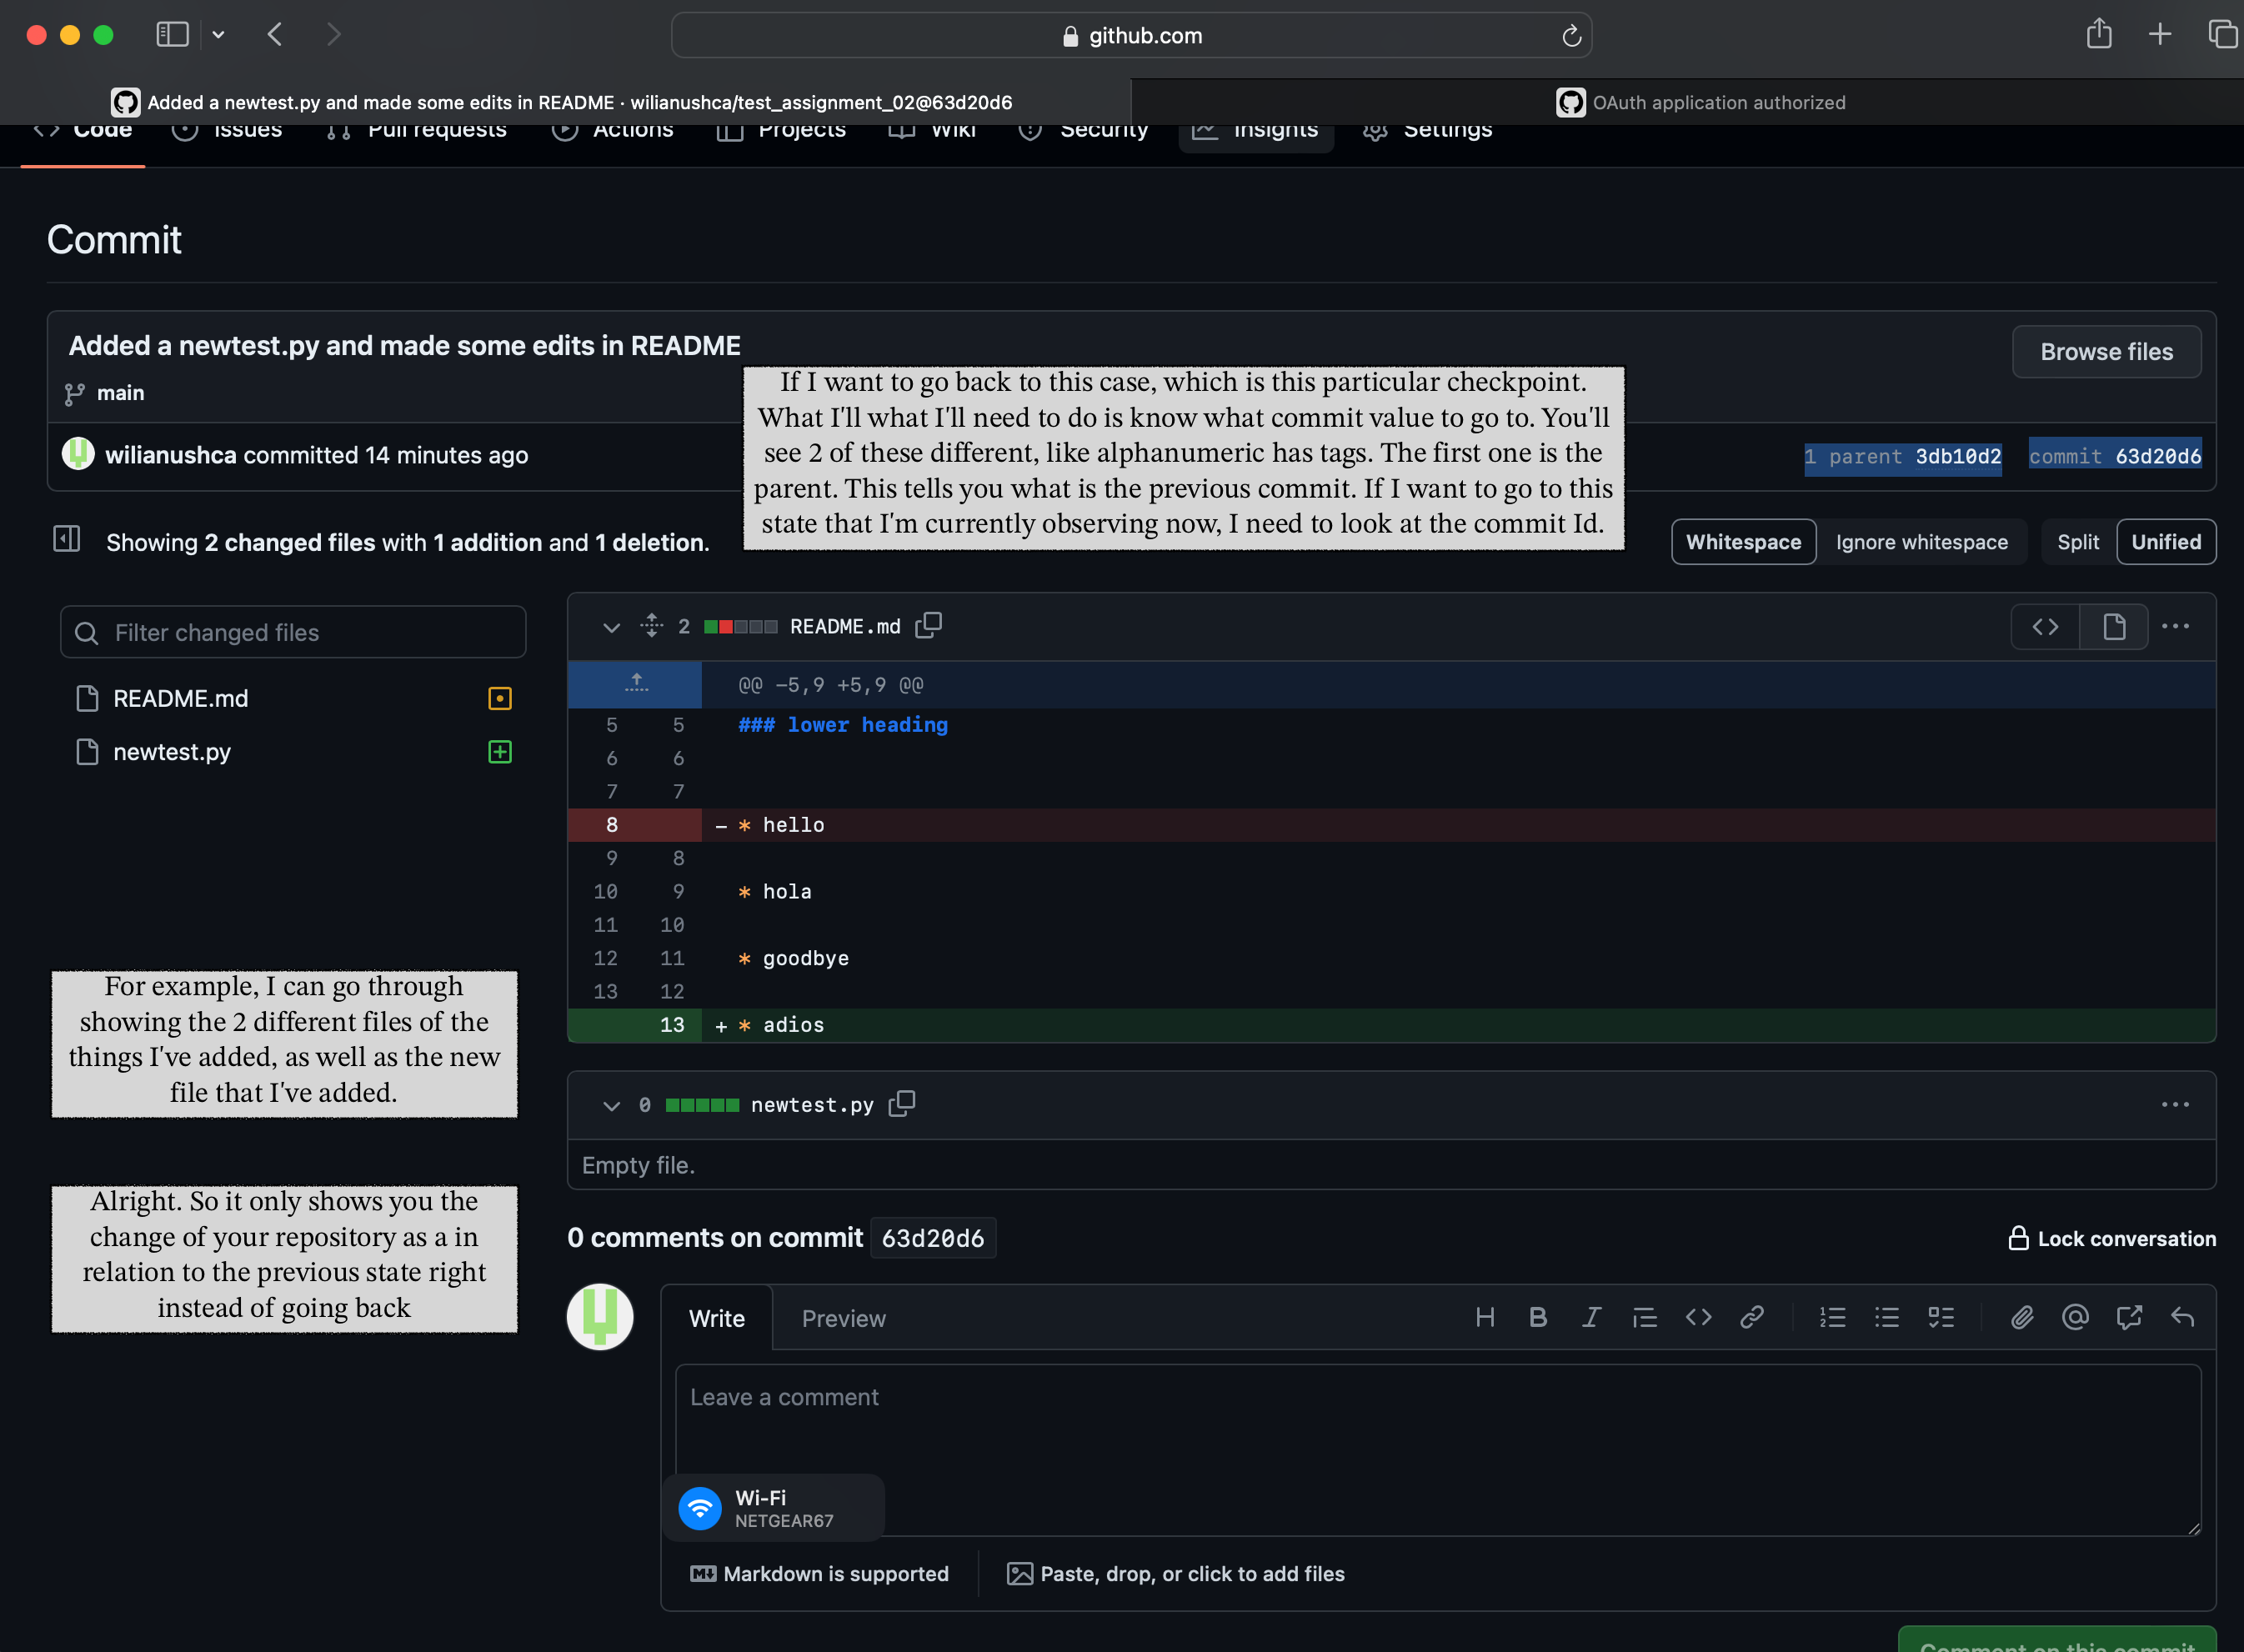 github.com
Added a newtest.py and made some edits in README · wilianushca/test_assignment_02@63d20d6
OAuth application authorized
Code Issues Pull requests Actions Projects Wiki Security Insights Settings
Commit
Added a newtest.py and made some edits in README
Browse files
main
wilianushca committed 14 minutes ago
1 parent 3db10d2 commit 63d20d6
If I want to go back to this case, which is this particular checkpoint.
What I'll what I'll need to do is know what commit value to go to. You'll
see 2 of these different, like alphanumeric has tags. The first one is the
parent. This tells you what is the previous commit. If I want to go to this
state that I'm currently observing now, I need to look at the commit Id.
Showing 2 changed files with 1 addition and 1 deletion.
Whitespace Ignore whitespace Split Unified
Filter changed files
README.md
newtest.py
For example, I can go through
showing the 2 different files of the
things I've added, as well as the new
file that I've added.
Alright. So it only shows you the
change of your repository as a in
relation to the previous state right
instead of going back
2 README.md
@@ -5,9 +5,9 @@
5 5 ### lower heading
6 6
7 7
8 - * hello
9 8
10 9 * hola
11 10
12 11 * goodbye
13 12
13 + * adios
0 newtest.py
Empty file.
0 comments on commit 63d20d6
Lock conversation
Write Preview
Leave a comment
Wi-Fi
NETGEAR67
Markdown is supported
Paste, drop, or click to add files
Comment on this commit